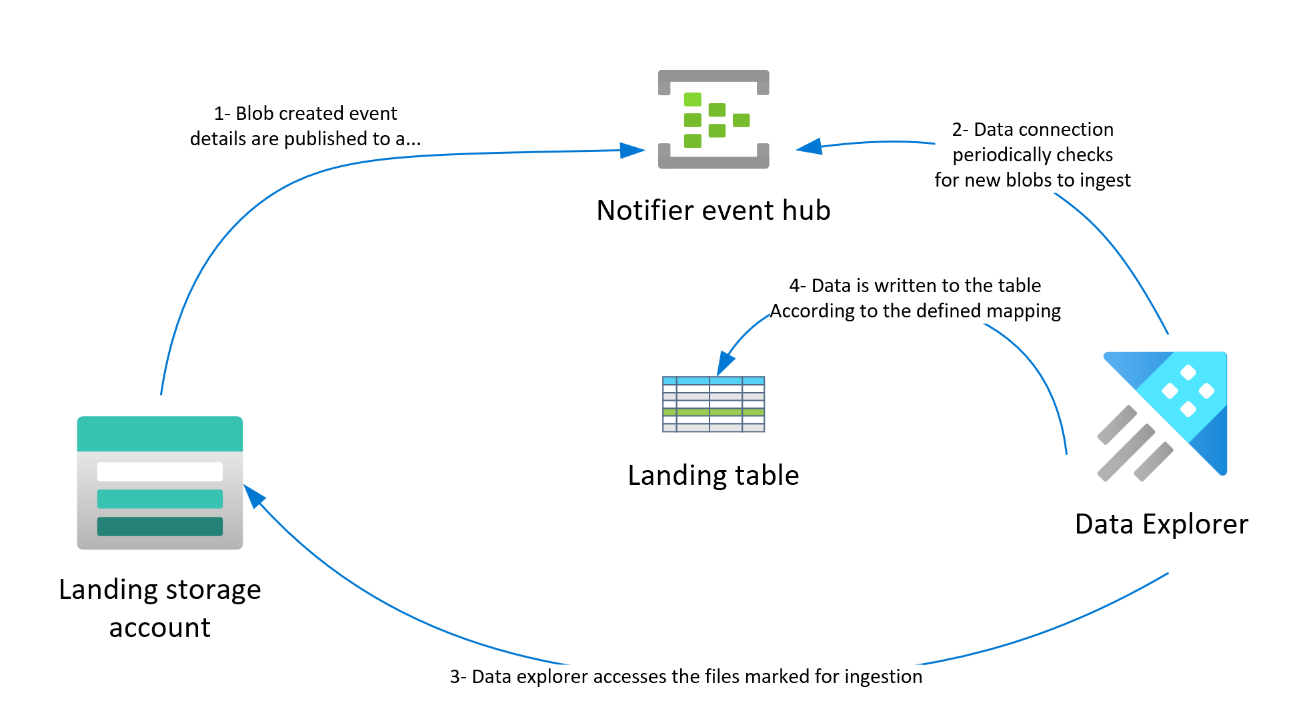 1- Blob created event
details are published to a...
Notifier event hub
2- Data connection
periodically checks
for new blobs to ingest
4- Data is written to the table
According to the defined mapping
Landing table
Data Explorer
Landing storage
account
3- Data explorer accesses the files marked for ingestion